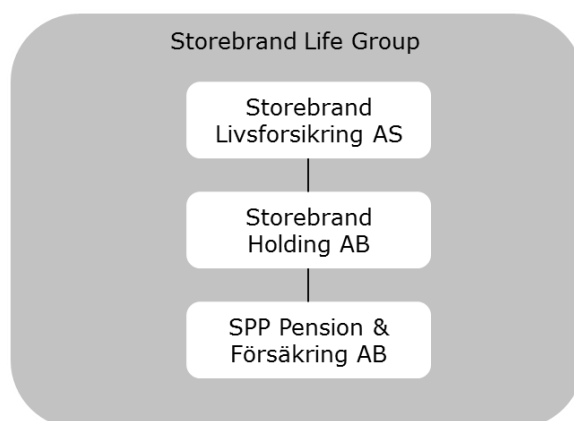 Storebrand Life Group
Storebrand
Livsforsikring AS
Storebrand
Holding AB
SPP Pension &
Försäkring AB